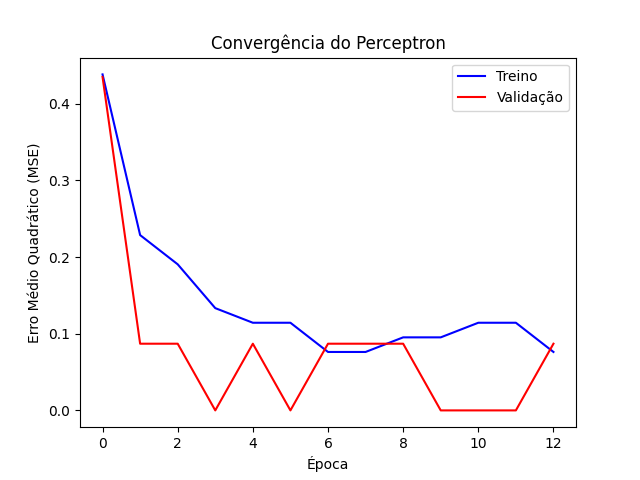 Convergência do Perceptron
Treino
Validação
Erro Médio Quadrático (MSE)
0.4
0.3
0.2
0.1
0.0
0 2 4 6 8 10 12
Época